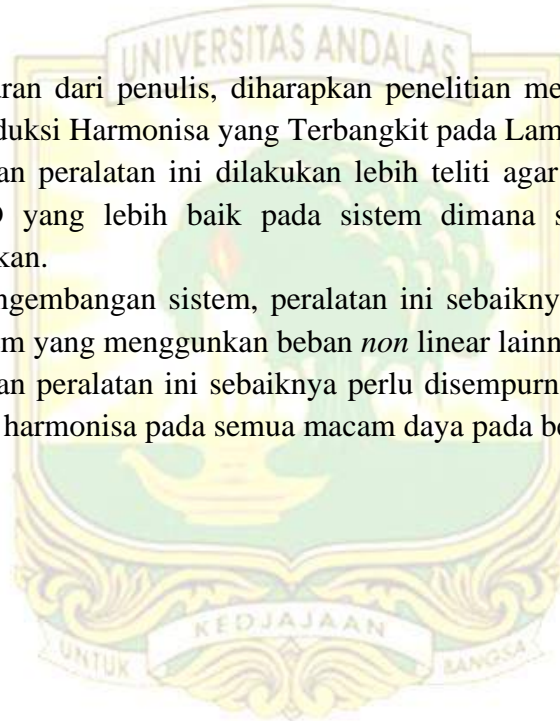 UNIVERSITAS ANDALAS
aran dari penulis, diharapkan penelitian me
duksi Harmonisa yang Terbangkit pada Lam
an peralatan ini dilakukan lebih teliti agar
yang lebih baik pada sistem dimana s
kan.
ngembangan sistem, peralatan ini sebaikny
m yang menggunkan beban non linear lainn
an peralatan ini sebaiknya perlu disempurn
harmonisa pada semua macam daya pada be
KEDJAJAAN
UNTUK BANGSA